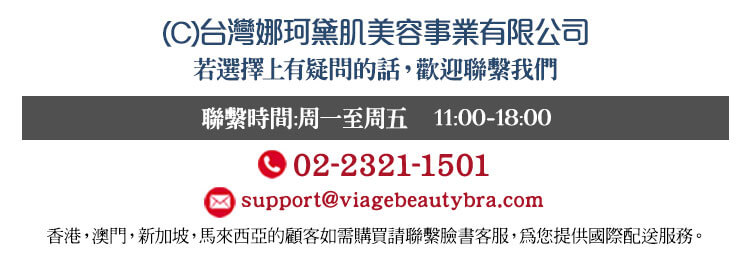 (C)台灣娜珂黛肌美容事業有限公司
若選擇上有疑問的話，歡迎聯繫我們
聯繫時間:周一至周五 11:00-18:00
02-2321-1501
support@viagebeautybra.com
香港，澳門，新加坡，馬來西亞的顧客如需購買請聯繫臉書客服，為您提供國際配送服務。